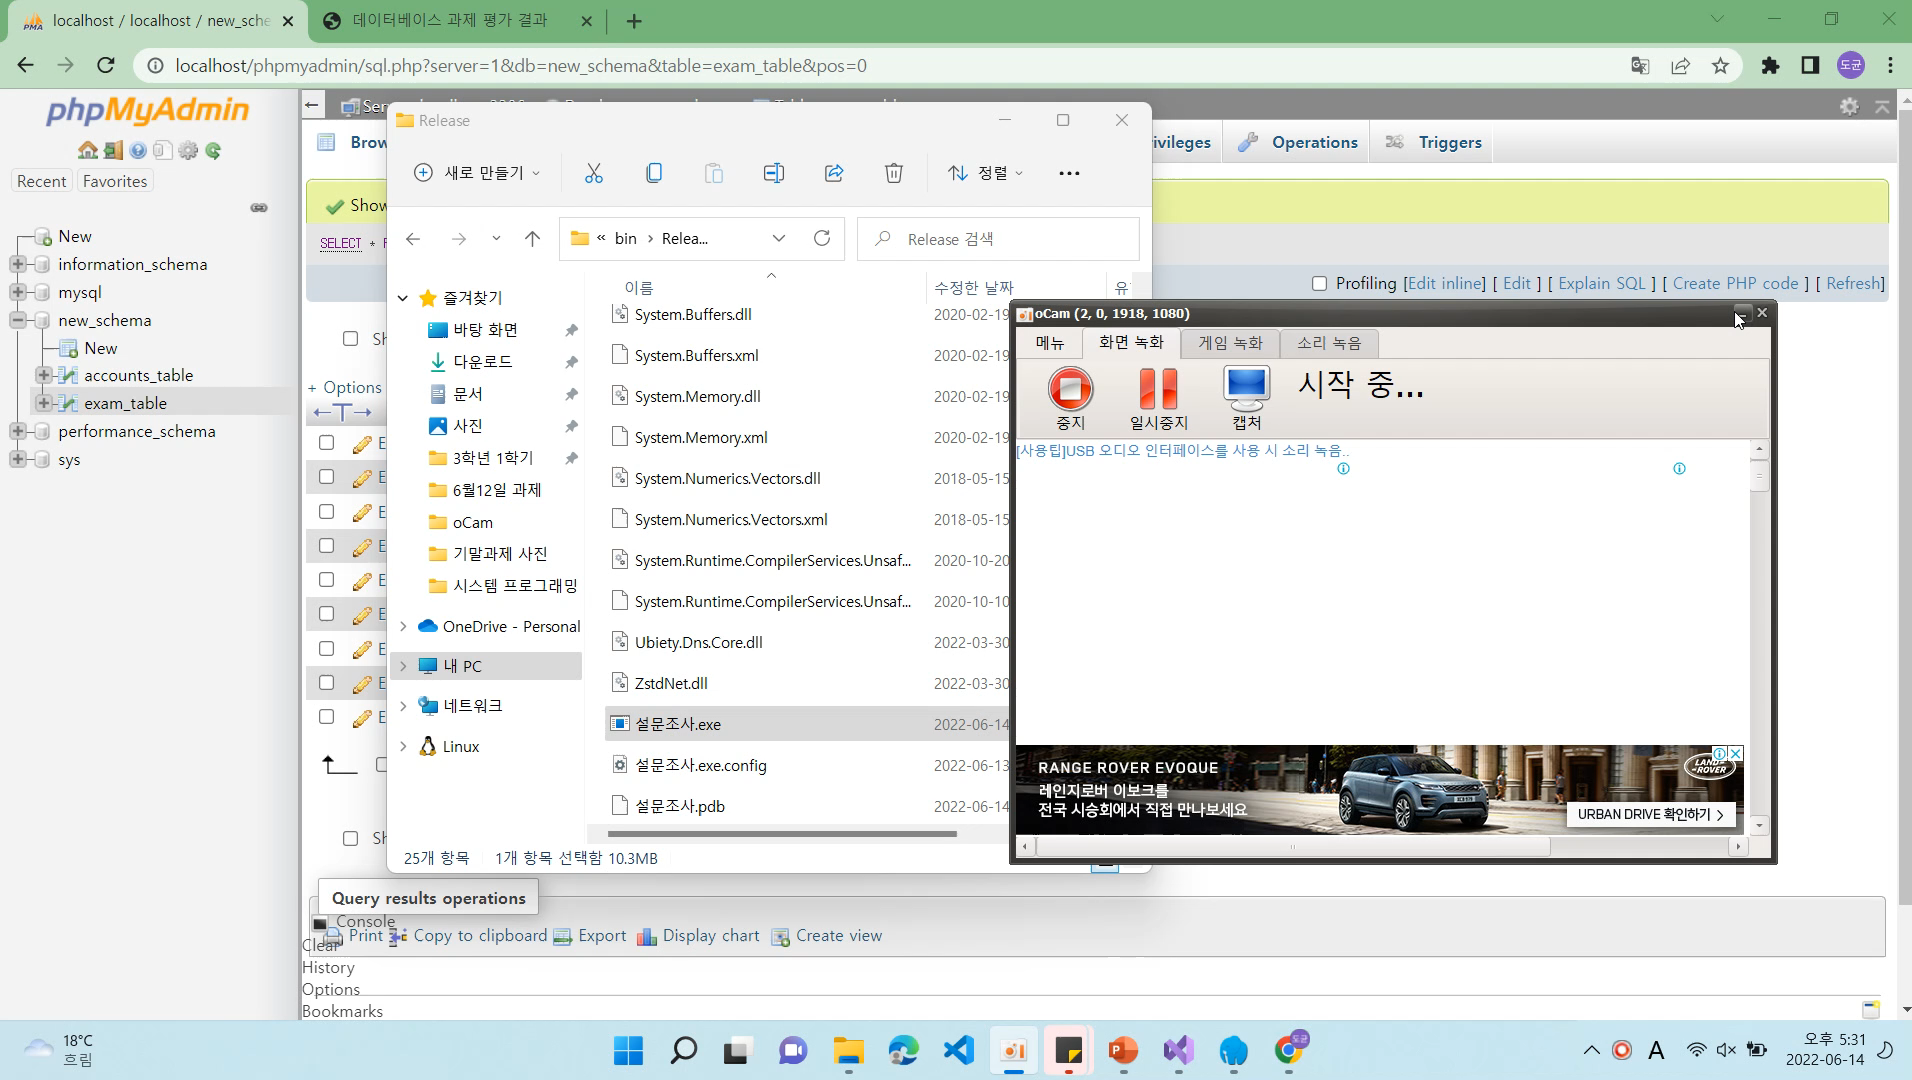 localhost / localhost / new_sche
데이터베이스 과제 평가 결과
localhost/phpmyadmin/sql.php?server=1&db=new_schema&table=exam_table&pos=0
도균
phpMyAdmin
Recent
Favorites
New
information_schema
mysql
new_schema
New
accounts_table
exam_table
performance_schema
sys
Brow
ivileges
Operations
Triggers
Show
SELECT *
Profiling [Edit inline] [ Edit ] [ Explain SQL ] [ Create PHP code ] [ Refresh]
+ Options
Release
새로 만들기
정렬
« bin > Relea...
Release 검색
즐겨찾기
바탕 화면
다운로드
문서
사진
3학년 1학기
6월12일 과제
oCam
기말과제 사진
시스템 프로그래밍
OneDrive - Personal
내 PC
네트워크
Linux
이름
수정한 날짜
System.Buffers.dll
2020-02-19
System.Buffers.xml
2020-02-19
System.Memory.dll
2020-02-19
System.Memory.xml
2020-02-19
System.Numerics.Vectors.dll
2018-05-15
System.Numerics.Vectors.xml
2018-05-15
System.Runtime.CompilerServices.Unsaf...
2020-10-20
System.Runtime.CompilerServices.Unsaf...
2020-10-10
Ubiety.Dns.Core.dll
2022-03-30
ZstdNet.dll
2022-03-30
설문조사.exe
2022-06-14
설문조사.exe.config
2022-06-13
설문조사.pdb
2022-06-14
25개 항목
1개 항목 선택함 10.3MB
oCam (2, 0, 1918, 1080)
메뉴
화면 녹화
게임 녹화
소리 녹음
중지
일시중지
캡처
시작 중...
[사용팁]USB 오디오 인터페이스를 사용 시 소리 녹음..
RANGE ROVER EVOQUE
레인지로버 이보크를
전국 시승회에서 직접 만나보세요
LAND-ROVER
URBAN DRIVE 확인하기 >
Query results operations
Console
Print
Copy to clipboard
Export
Display chart
Create view
Clear
History
Options
Bookmarks
18°C
흐림
도균
A
오후 5:31
2022-06-14